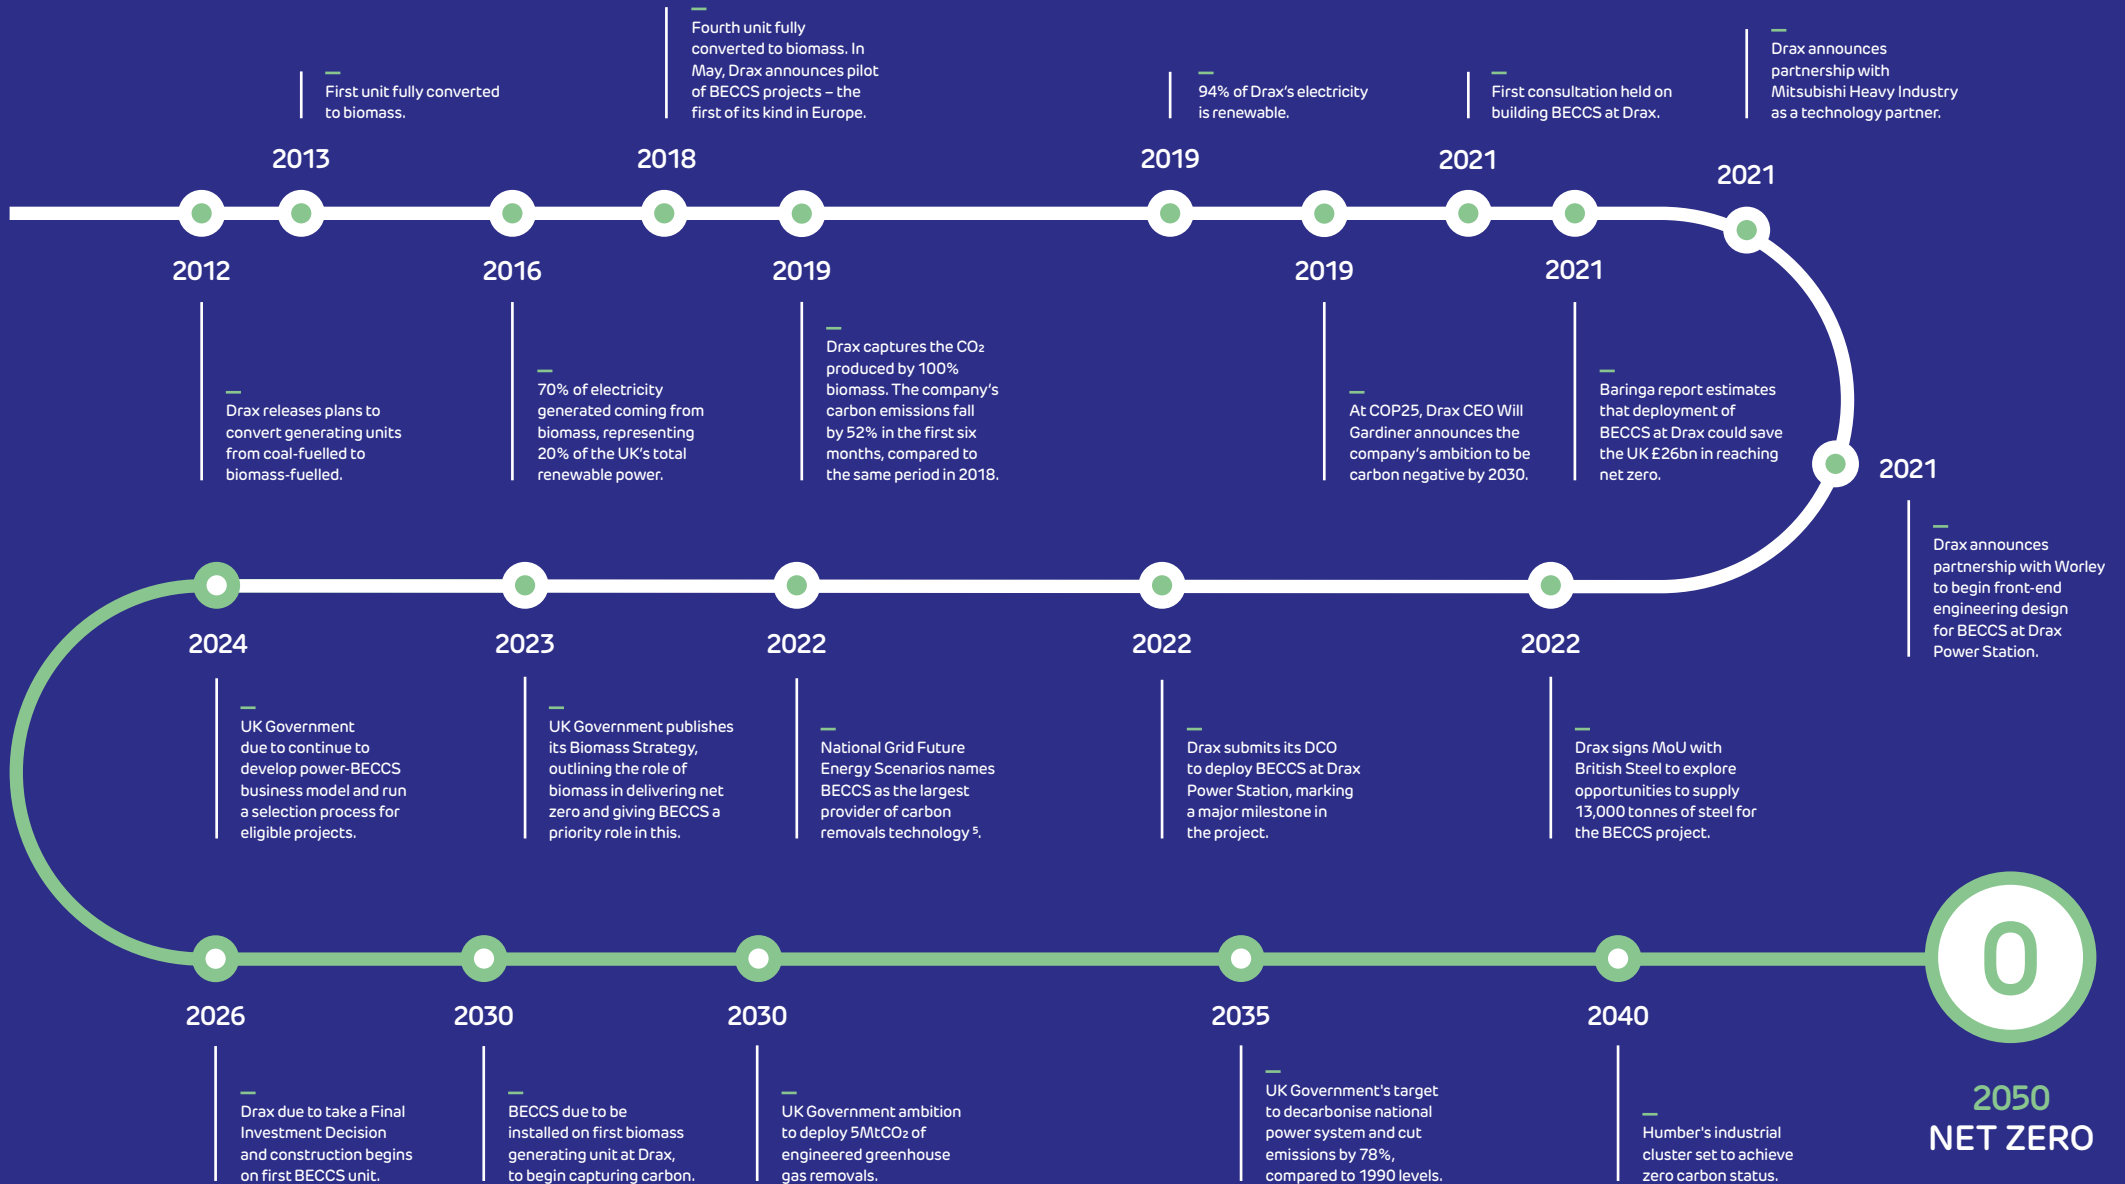 2012
Drax releases plans to
convert generating units
from coal-fuelled to
biomass-fuelled.
First unit fully converted
to biomass.
2013
2016
70% of electricity
generated coming from
biomass, representing
20% of the UK's total
renewable power.
Fourth unit fully
converted to biomass. In
May, Drax announces pilot
of BECCS projects – the
first of its kind in Europe.
2018
2019
Drax captures the CO₂
produced by 100%
biomass. The company's
carbon emissions fall
by 52% in the first six
months, compared to
the same period in 2018.
94% of Drax's electricity
is renewable.
2019
2019
At COP25, Drax CEO Will
Gardiner announces the
company's ambition to be
carbon negative by 2030.
First consultation held on
building BECCS at Drax.
2021
2021
Baringa report estimates
that deployment of
BECCS at Drax could save
the UK £26bn in reaching
net zero.
Drax announces
partnership with
Mitsubishi Heavy Industry
as a technology partner.
2021
2021
Drax announces
partnership with Worley
to begin front-end
engineering design
for BECCS at Drax
Power Station.
2022
Drax signs MoU with
British Steel to explore
opportunities to supply
13,000 tonnes of steel for
the BECCS project.
2022
Drax submits its DCO
to deploy BECCS at Drax
Power Station, marking
a major milestone in
the project.
2022
National Grid Future
Energy Scenarios names
BECCS as the largest
provider of carbon
removals technology ⁵.
2023
UK Government publishes
its Biomass Strategy,
outlining the role of
biomass in delivering net
zero and giving BECCS a
priority role in this.
2024
UK Government
due to continue to
develop power-BECCS
business model and run
a selection process for
eligible projects.
2026
Drax due to take a Final
Investment Decision
and construction begins
on first BECCS unit.
2030
BECCS due to be
installed on first biomass
generating unit at Drax,
to begin capturing carbon.
2030
UK Government ambition
to deploy 5MtCO₂ of
engineered greenhouse
gas removals.
2035
UK Government's target
to decarbonise national
power system and cut
emissions by 78%,
compared to 1990 levels.
2040
Humber's industrial
cluster set to achieve
zero carbon status.
0
2050
NET ZERO